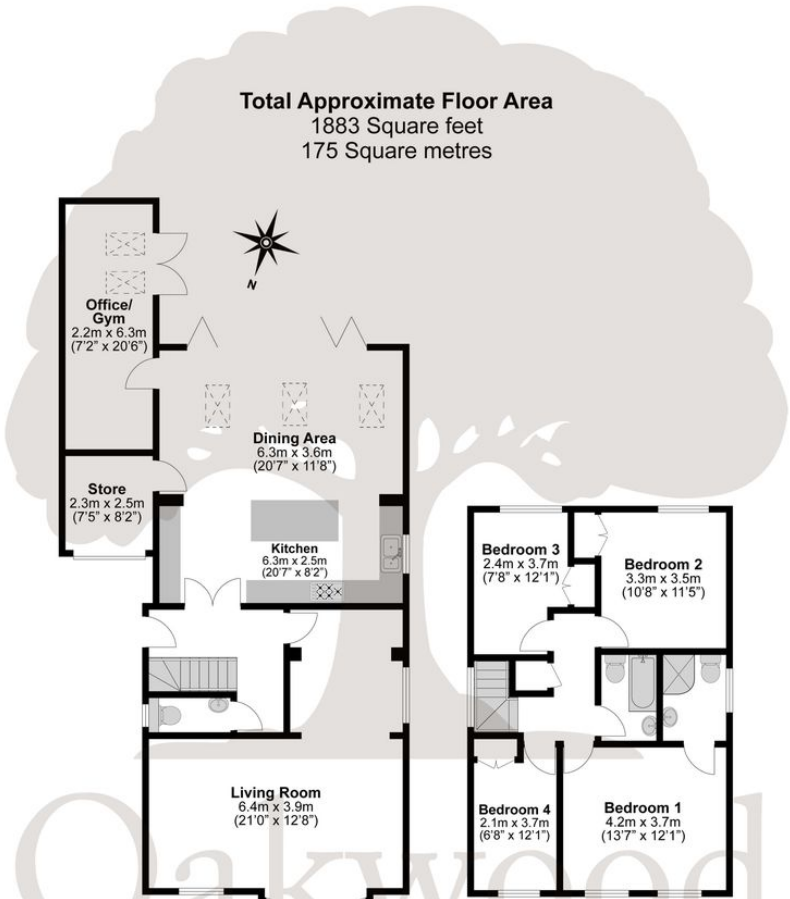 Total Approximate Floor Area
1883 Square feet
175 Square metres
N
Office/
Gym
2.2m x 6.3m
(7'2" x 20'6")
Dining Area
6.3m x 3.6m
(20'7" x 11'8")
Store
2.3m x 2.5m
(7'5" x 8'2")
Kitchen
6.3m x 2.5m
(20'7" x 8'2")
Bedroom 3
2.4m x 3.7m
(7'8" x 12'1")
Bedroom 2
3.3m x 3.5m
(10'8" x 11'5")
Living Room
6.4m x 3.9m
(21'0" x 12'8")
Bedroom 4
2.1m x 3.7m
(6'8" x 12'1")
Bedroom 1
4.2m x 3.7m
(13'7" x 12'1")
Oakwood